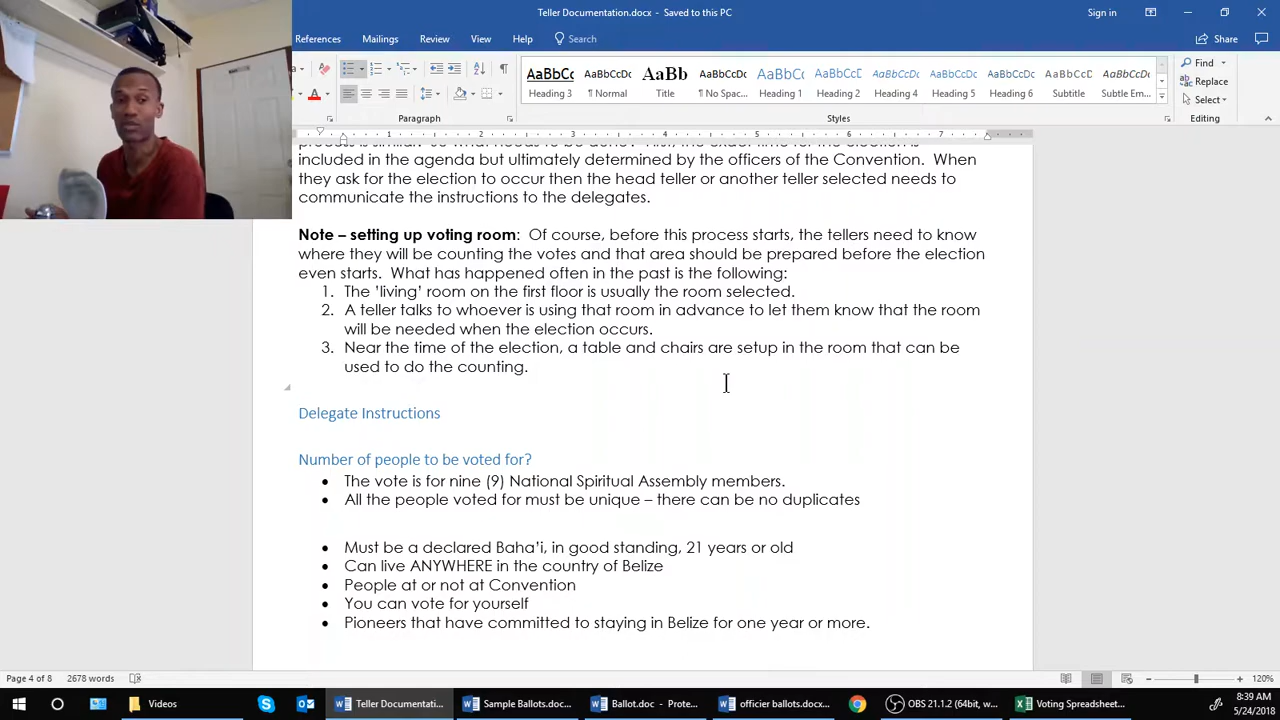 Teller Documentation.docx - Saved to this PC
Sign in
References Mailings Review View Help Search
Share
AaBbCc AaBbCcDc AaBb AaBbCcDc AaBbCc AaBbCcD AaBbCcD AaBbCcD AaBbCcD AaBbCcD AaBbCcD
Heading 3 ¶ Normal Title ¶ No Spac... Heading 1 Heading 2 Heading 4 Heading 5 Heading 6 Subtitle Subtle Em...
Find
Replace
Select
Paragraph Styles Editing
1 2 3 4 5 6 7
included in the agenda but ultimately determined by the officers of the Convention. When
they ask for the election to occur then the head teller or another teller selected needs to
communicate the instructions to the delegates.
Note – setting up voting room: Of course, before this process starts, the tellers need to know
where they will be counting the votes and that area should be prepared before the election
even starts. What has happened often in the past is the following:
1. The 'living' room on the first floor is usually the room selected.
2. A teller talks to whoever is using that room in advance to let them know that the room
will be needed when the election occurs.
3. Near the time of the election, a table and chairs are setup in the room that can be
used to do the counting.
Delegate Instructions
Number of people to be voted for?
• The vote is for nine (9) National Spiritual Assembly members.
• All the people voted for must be unique – there can be no duplicates
• Must be a declared Baha'i, in good standing, 21 years or old
• Can live ANYWHERE in the country of Belize
• People at or not at Convention
• You can vote for yourself
• Pioneers that have committed to staying in Belize for one year or more.
Page 4 of 8 2678 words 120%
Videos Teller Documentati... Sample Ballots.doc... Ballot.doc - Prote... officier ballots.docx... OBS 21.1.2 (64bit, w... Voting Spreadsheet...
8:39 AM
5/24/2018